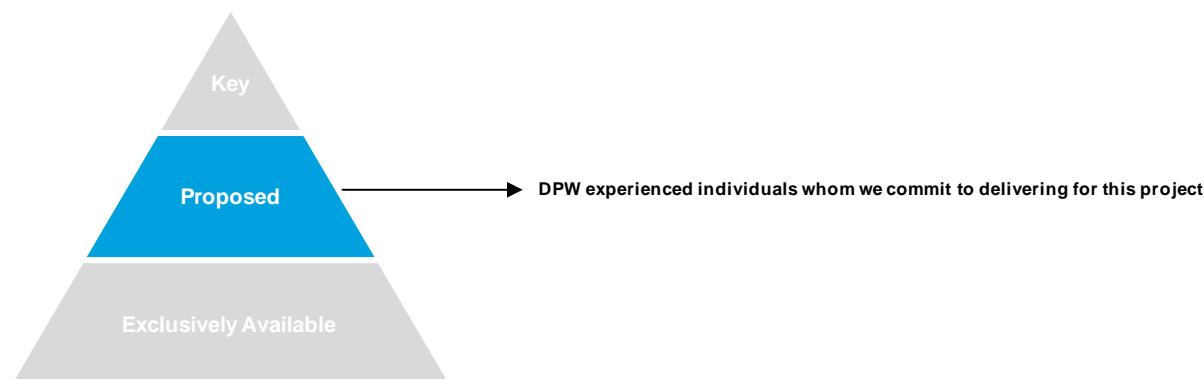 Key
Proposed
DPW experienced individuals whom we commit to delivering for this project
Exclusively Available